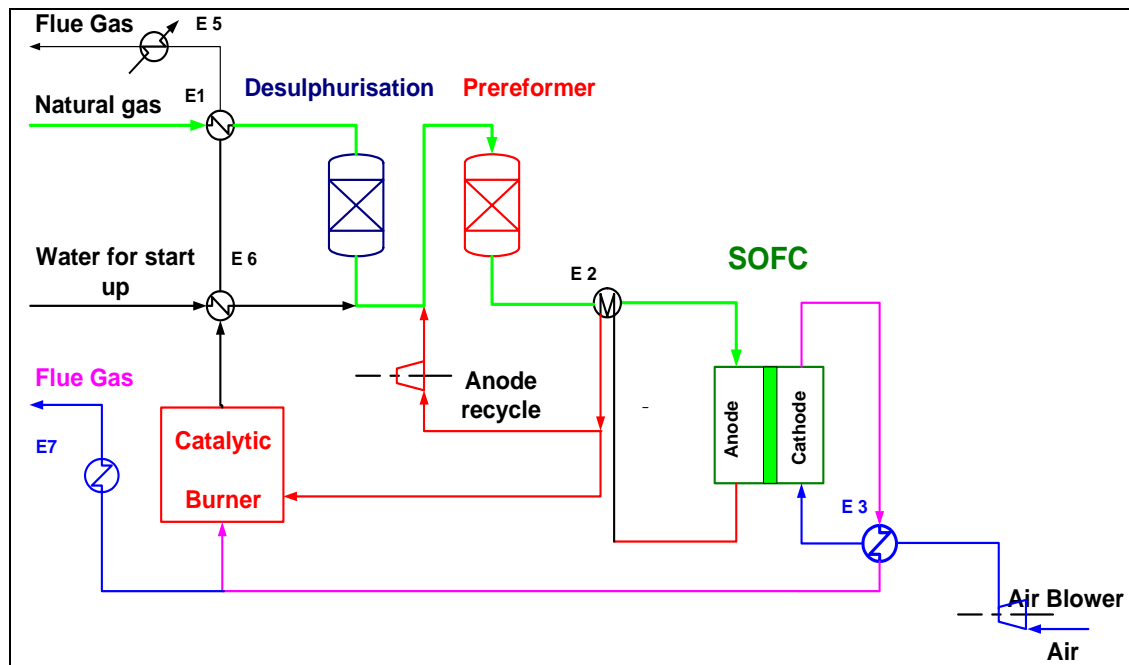 Flue Gas
E 5
E1
Desulphurisation
Prereformer
Natural gas
Water for start
up
E 6
E 2
SOFC
Flue Gas
Anode
recycle
Anode
Cathode
E7
Catalytic
Burner
E 3
Air Blower
Air